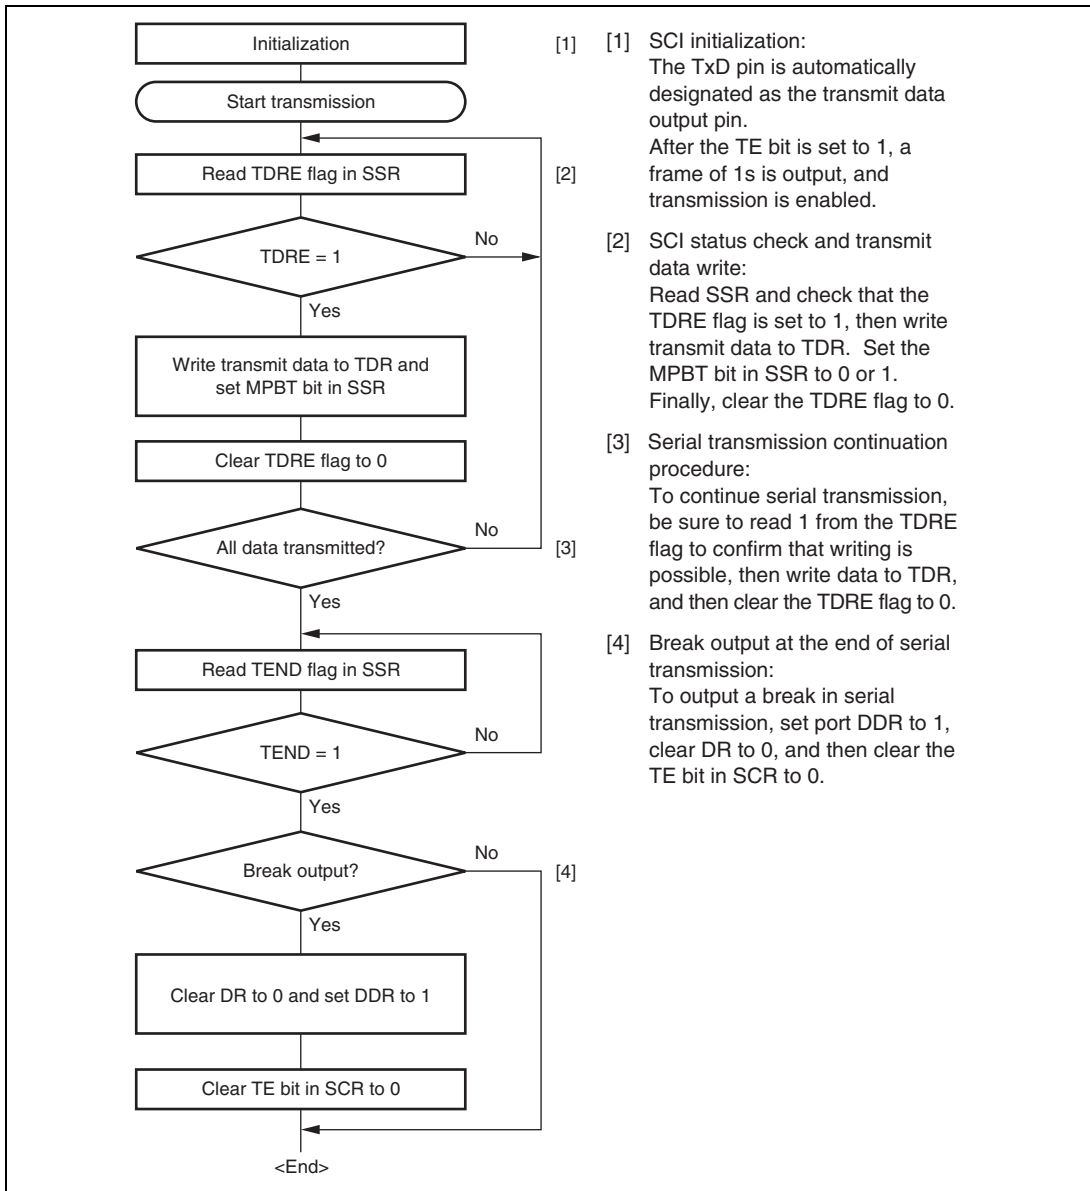 Initialization
[1]
Start transmission
Read TDRE flag in SSR
[2]
TDRE = 1
No
Yes
Write transmit data to TDR and
set MPBT bit in SSR
Clear TDRE flag to 0
All data transmitted?
No
[3]
Yes
Read TEND flag in SSR
TEND = 1
No
Yes
Break output?
No
[4]
Yes
Clear DR to 0 and set DDR to 1
Clear TE bit in SCR to 0
<End>
[1] SCI initialization:
The TxD pin is automatically
designated as the transmit data
output pin.
After the TE bit is set to 1, a
frame of 1s is output, and
transmission is enabled.
[2] SCI status check and transmit
data write:
Read SSR and check that the
TDRE flag is set to 1, then write
transmit data to TDR. Set the
MPBT bit in SSR to 0 or 1.
Finally, clear the TDRE flag to 0.
[3] Serial transmission continuation
procedure:
To continue serial transmission,
be sure to read 1 from the TDRE
flag to confirm that writing is
possible, then write data to TDR,
and then clear the TDRE flag to 0.
[4] Break output at the end of serial
transmission:
To output a break in serial
transmission, set port DDR to 1,
clear DR to 0, and then clear the
TE bit in SCR to 0.